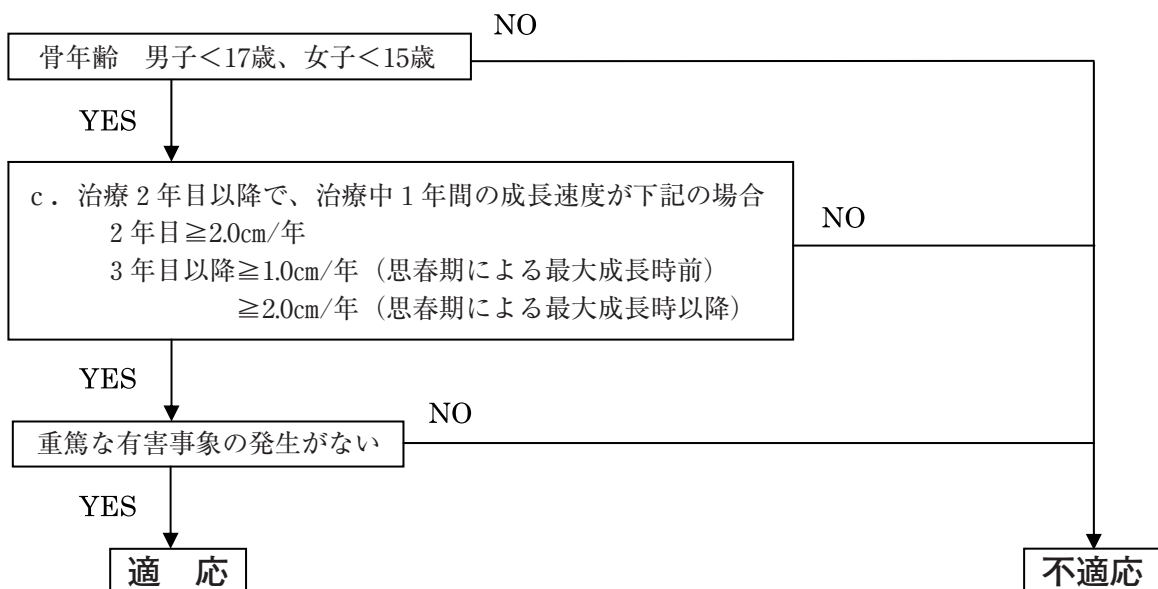 NO
骨年齢　男子＜17歳、女子＜15歳
YES
c．治療２年目以降で、治療中１年間の成長速度が下記の場合
２年目≧2.0㎝/年
NO
３年目以降≧1.0㎝/年（思春期による最大成長時前）
≧2.0㎝/年（思春期による最大成長時以降）
YES
NO
重篤な有害事象の発生がない
YES
適　応
不適応